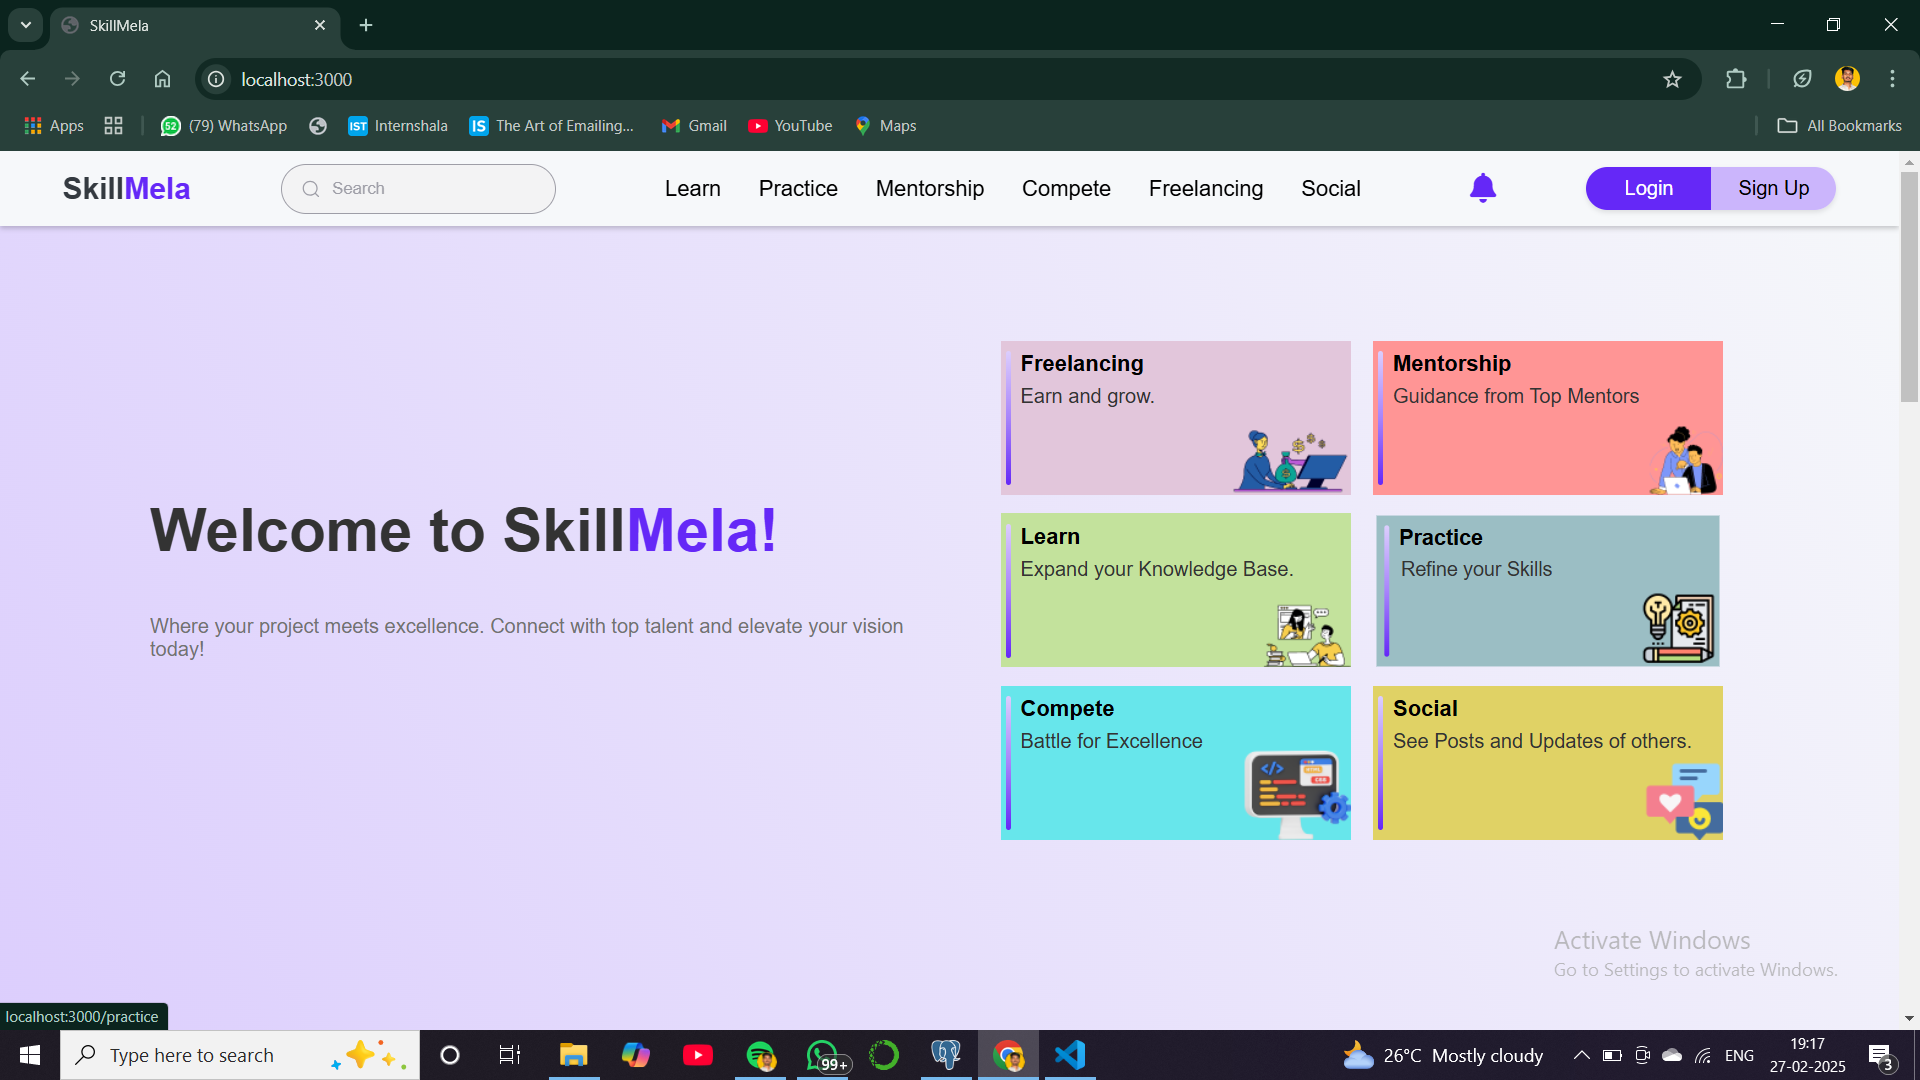 SkillMela
localhost:3000
Apps
52
(79) WhatsApp
IST
Internshala
IS
The Art of Emailing...
Gmail
YouTube
Maps
All Bookmarks
SkillMela
Search
Learn
Practice
Mentorship
Compete
Freelancing
Social
Login
Sign Up
Freelancing
Earn and grow.
Mentorship
Guidance from Top Mentors
Welcome to SkillMela!
Where your project meets excellence. Connect with top talent and elevate your vision
today!
Learn
Expand your Knowledge Base.
Practice
Refine your Skills
Compete
Battle for Excellence
Social
See Posts and Updates of others.
Activate Windows
Go to Settings to activate Windows.
localhost:3000/practice
Type here to search
99+
26°C Mostly cloudy
ENG
19:17
27-02-2025
3